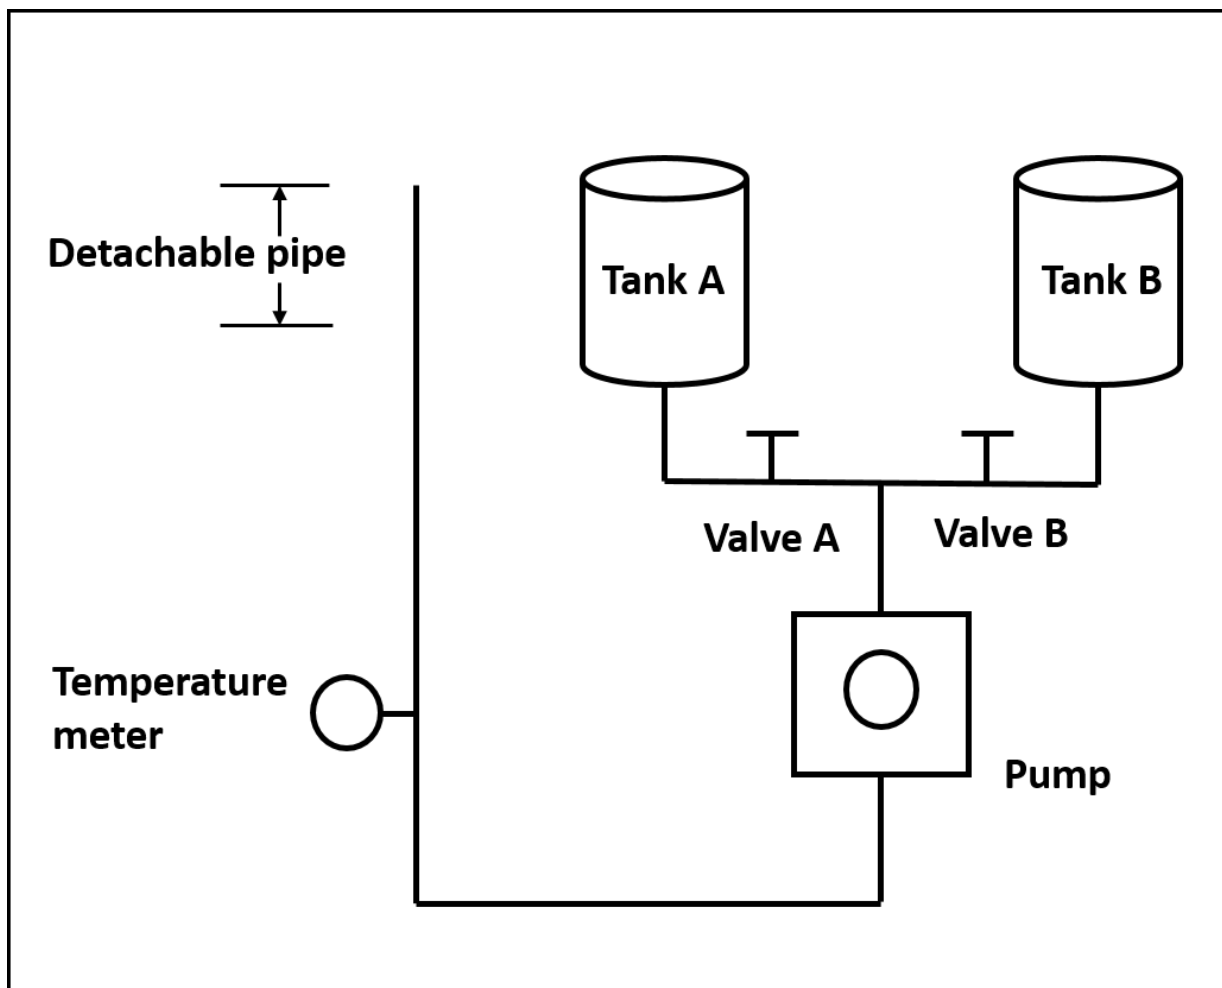 Detachable pipe
Tank A
Tank B
Valve A
Valve B
Temperature
meter
Pump